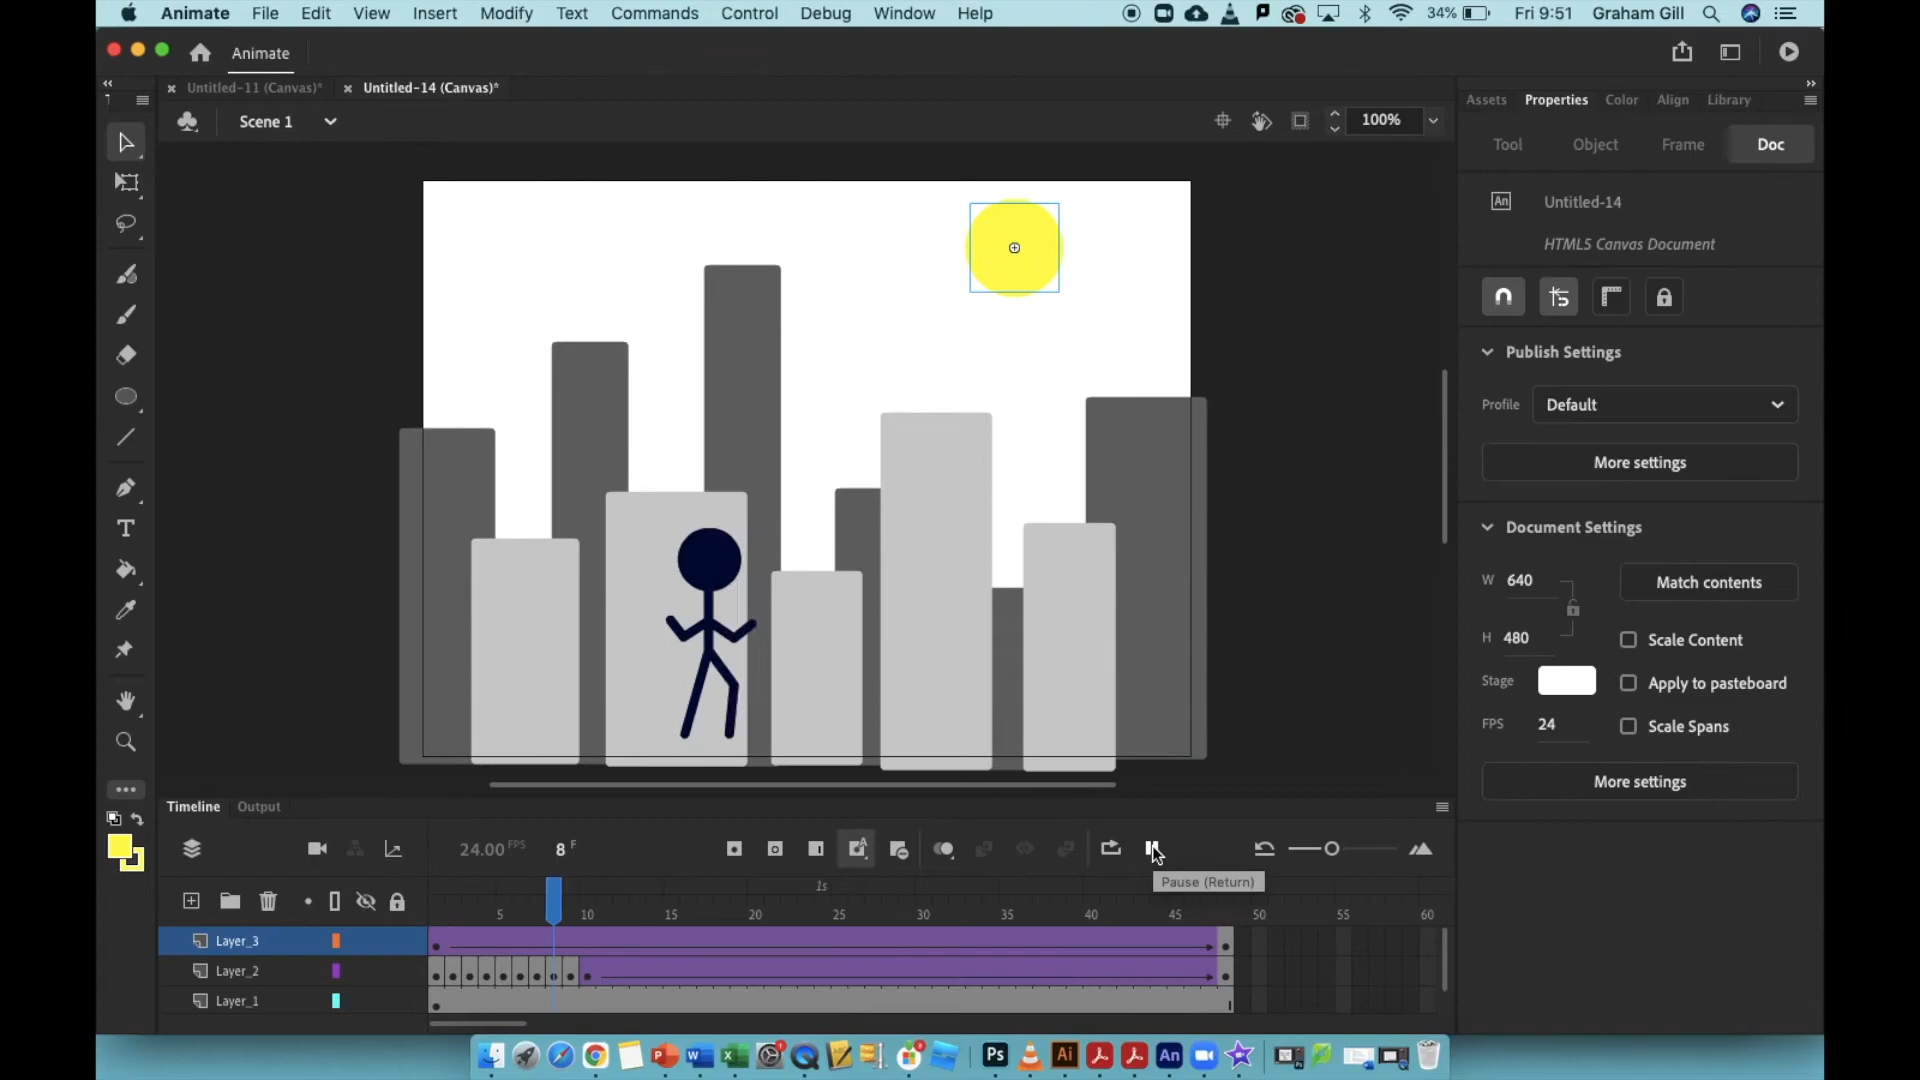 Animate File Edit View Insert Modify Text Commands Control Debug Window Help 34% Fri 9:51 Graham Gill
Animate
Untitled-11 (Canvas)* Untitled-14 (Canvas)*
Assets Properties Color Align Library
Scene 1 100%
Tool Object Frame Doc
An Untitled-14
HTML5 Canvas Document
Publish Settings
Profile Default
More settings
Document Settings
W 640 Match contents
H 480 Scale Content
Stage Apply to pasteboard
FPS 24 Scale Spans
More settings
Timeline Output
24.00 FPS 8 F
Pause (Return)
1s
5 10 15 20 25 30 35 40 45 50 55 60
Layer_3
Layer_2
Layer_1
Ps Ai An